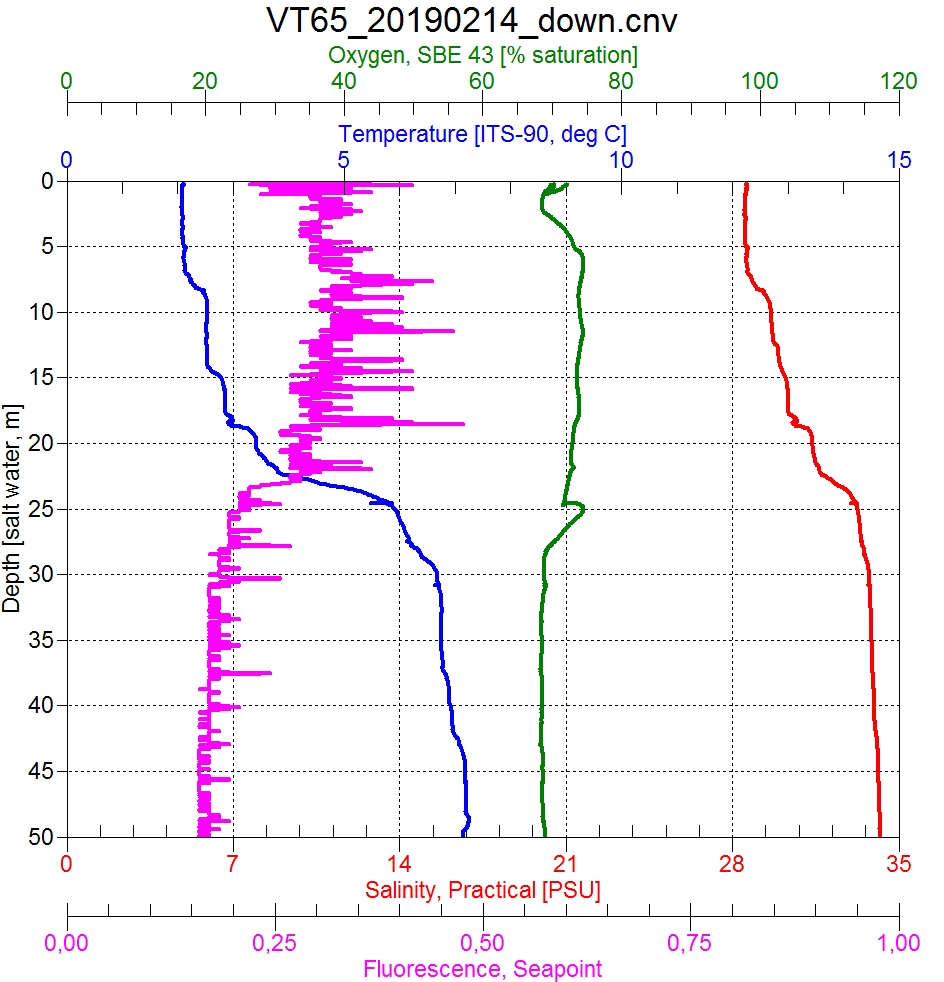 VT65_20190214_down.cnv
Oxygen, SBE 43 [% saturation]
0 20 40 60 80 100 120
Temperature [ITS-90, deg C]
0 5 10 15
0
5
10
15
20
25
30
35
40
45
50
Depth [salt water, m]
0 7 14 21 28 35
Salinity, Practical [PSU]
0,00 0,25 0,50 0,75 1,00
Fluorescence, Seapoint